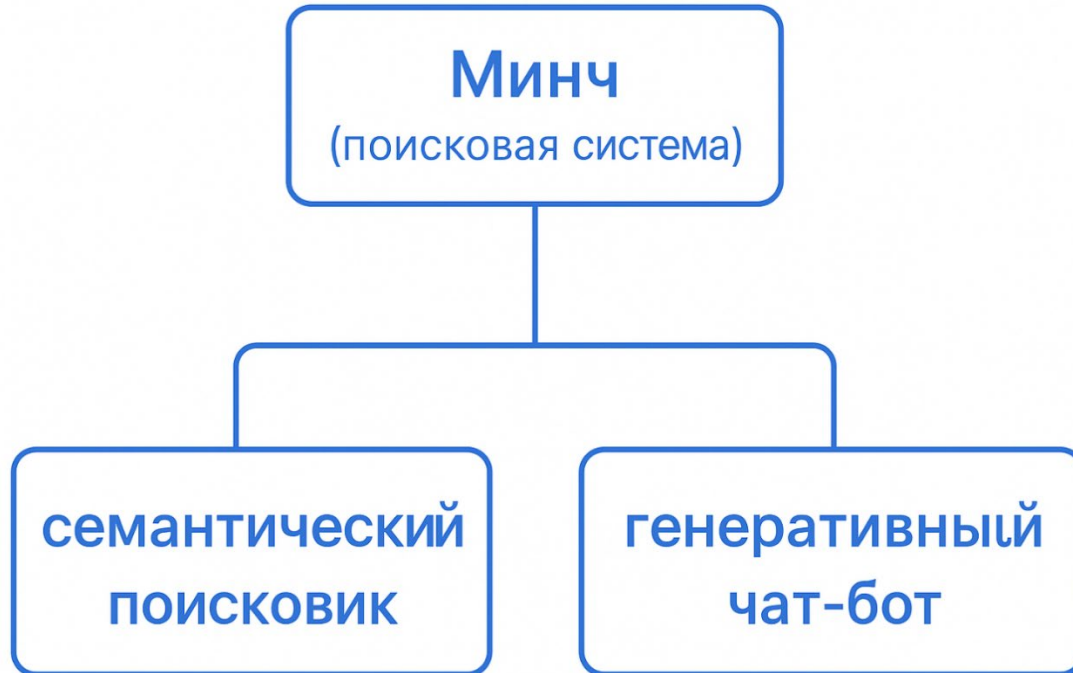 Минч
(поисковая система)
семантический
поисковик
генеративный
чат-бот